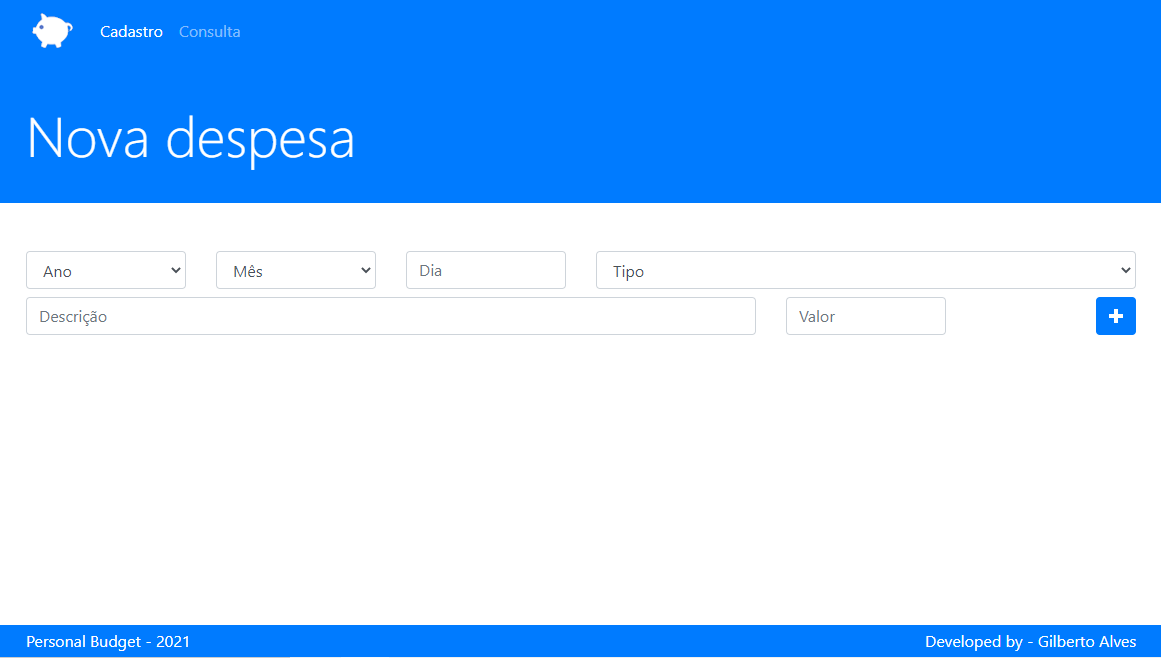 Cadastro Consulta
Nova despesa
Ano Mês Dia Tipo
Descrição Valor
Personal Budget - 2021 Developed by - Gilberto Alves